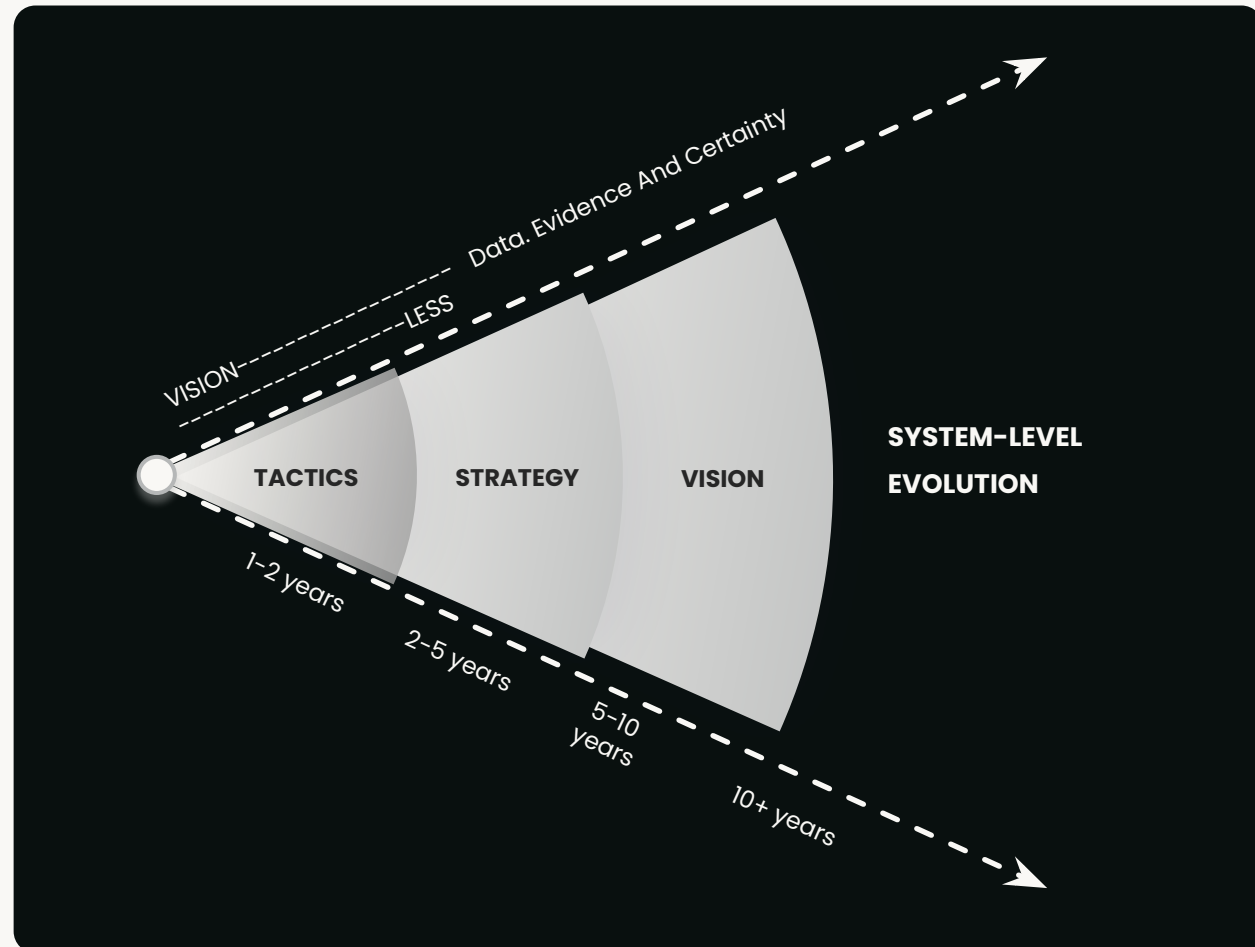 Data. Evidence And Certainty
LESS
VISION
TACTICS
STRATEGY
VISION
SYSTEM-LEVEL
EVOLUTION
1-2 years
2-5 years
5-10
years
10+ years